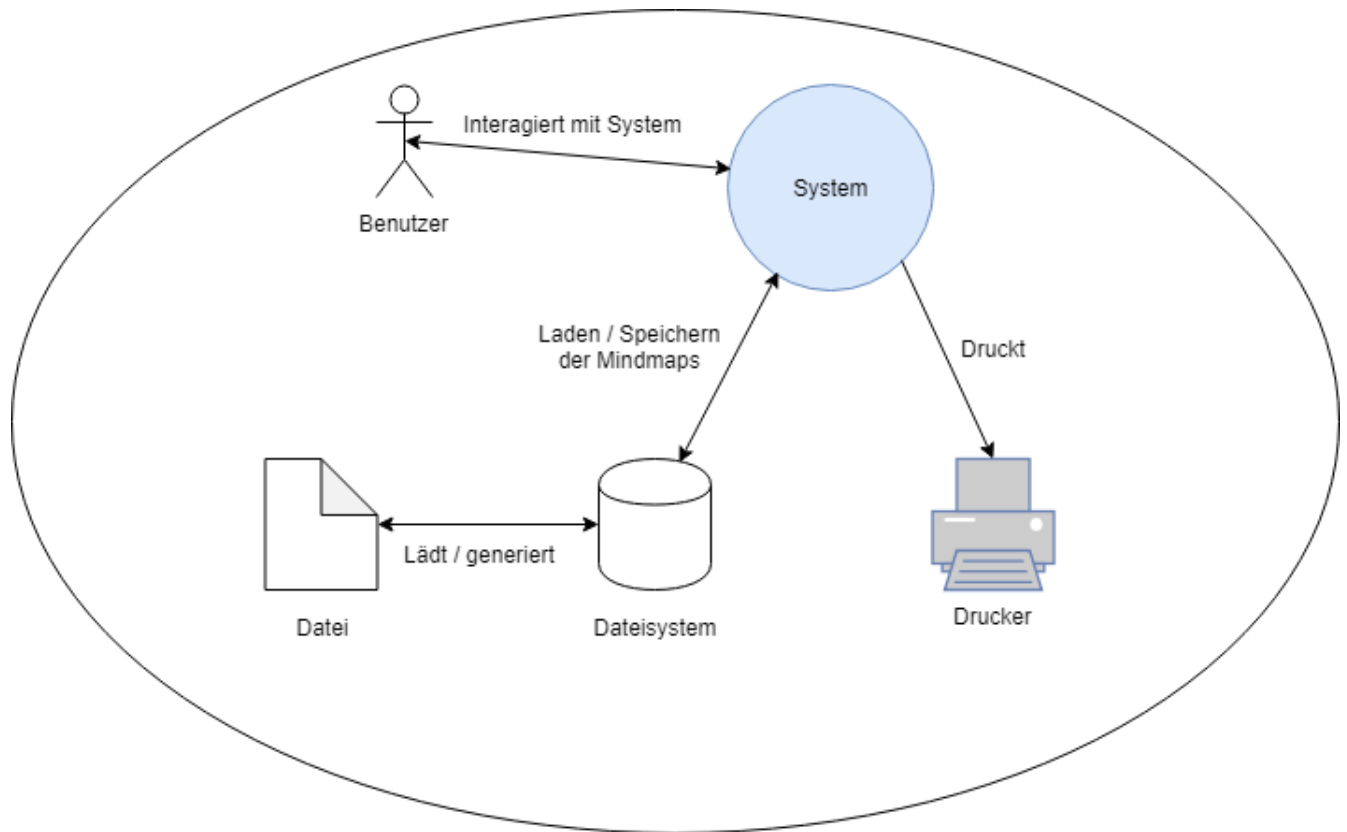 Interagiert mit System
System
Benutzer
Laden / Speichern
der Mindmaps
Druckt
Lädt / generiert
Datei
Dateisystem
Drucker